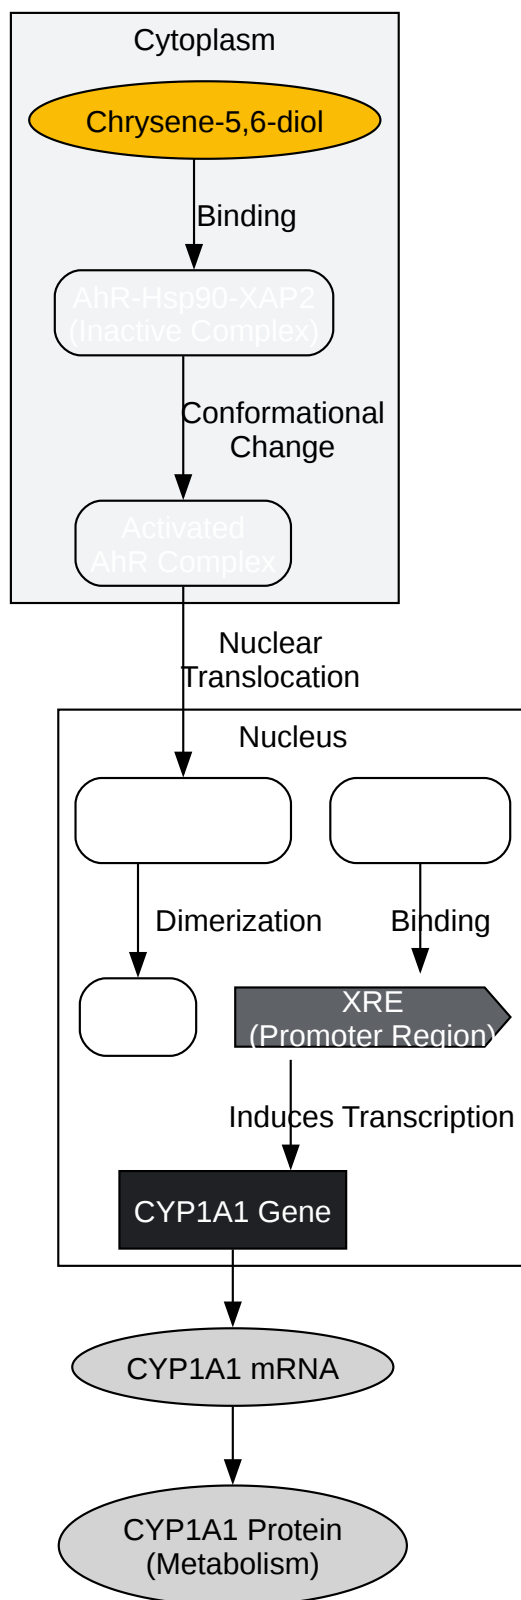 Cytoplasm
Chrysene-5,6-diol
Binding
AhR-Hsp90-XAP2
(Inactive Complex)
Conformational
Change
Activated
AhR Complex
Nuclear
Translocation
Nucleus
Dimerization
Binding
XRE
(Promoter Region)
Induces Transcription
CYP1A1 Gene
CYP1A1 mRNA
CYP1A1 Protein
(Metabolism)